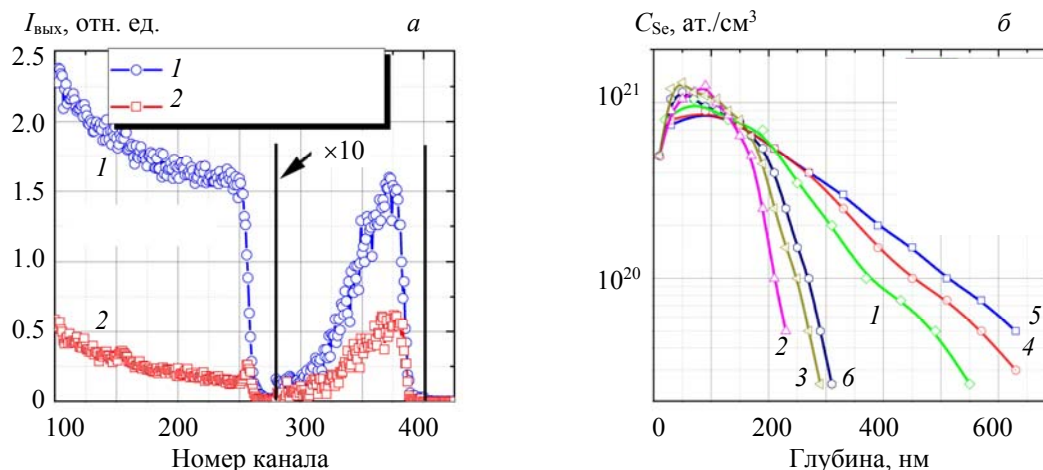 I вых, отн. ед. а
2.5
1
2
2.0
×10
1
1.5
1.0
2
0.5
0
100 200 300 400
Номер канала
C Se, ат./см³ б
10²¹
10²⁰
1 5
2 4
3 6
0 200 400 600
Глубина, нм